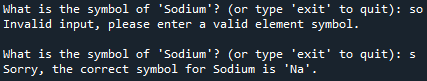 What is the symbol of 'Sodium'? (or type 'exit' to quit): so
Invalid input, please enter a valid element symbol.
What is the symbol of 'Sodium'? (or type 'exit' to quit): s
Sorry, the correct symbol for Sodium is 'Na'.